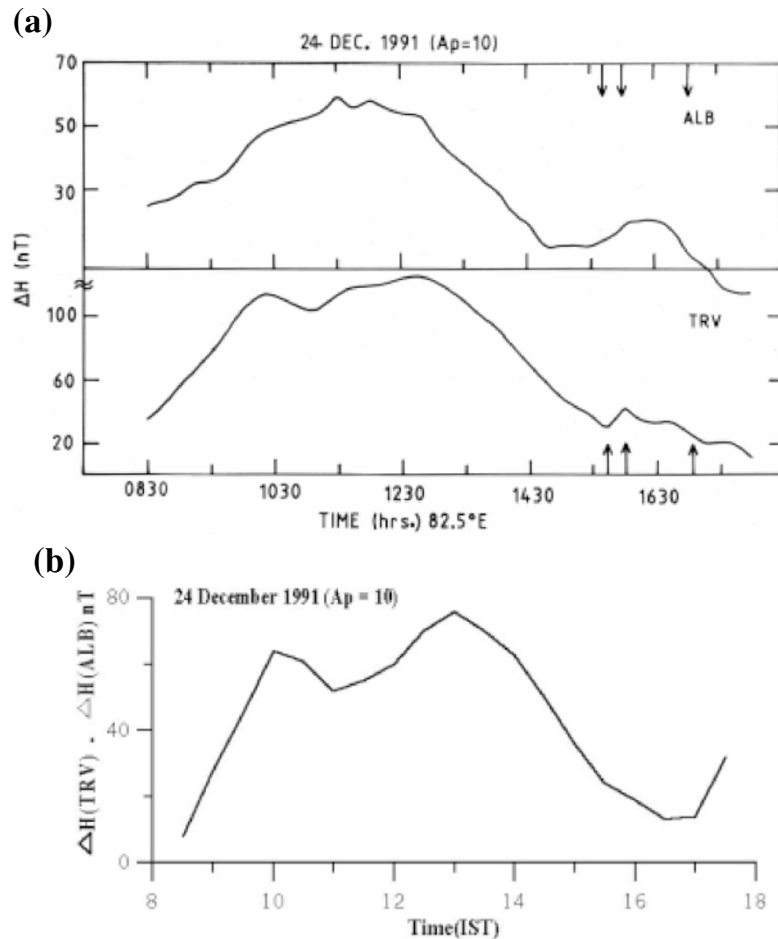 (a)
24- DEC. 1991 (Ap=10)
70
50
30
ALB
ΔH (nT)
≈
100
60
20
TRV
0830 1030 1230 1430 1630
TIME (hrs.) 82.5°E
(b)
24 December 1991 (Ap = 10)
ΔH(TRV) - ΔH(ALB) nT
80
40
0
8 10 12 14 16 18
Time(IST)